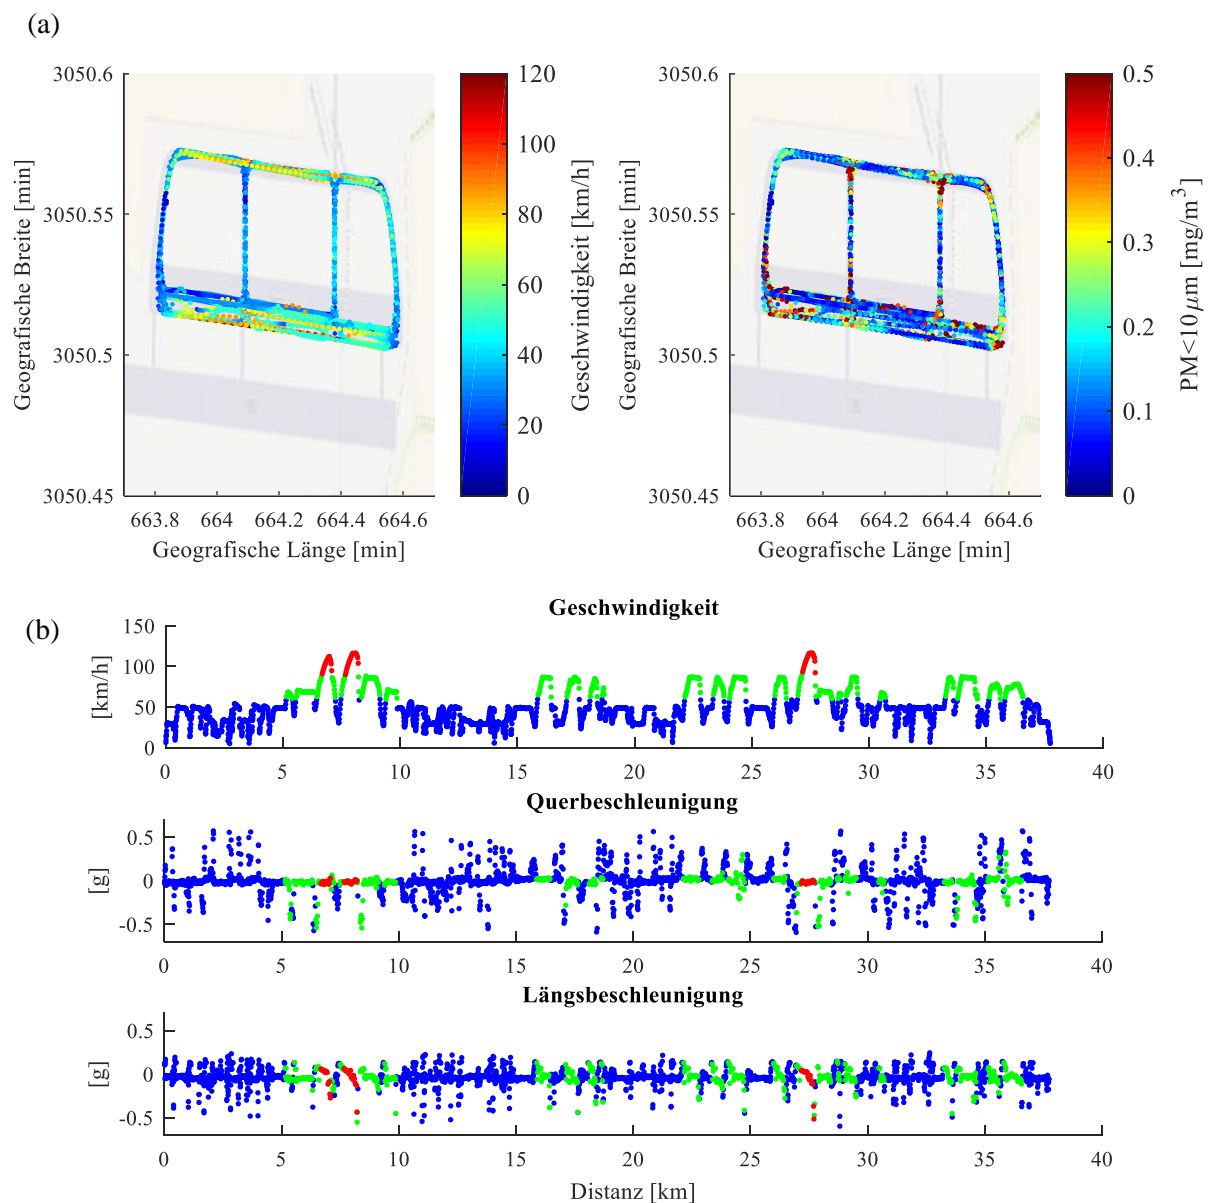 (a)
3050.6
3050.55
3050.5
3050.45
Geografische Breite [min]
663.8 664 664.2 664.4 664.6
Geografische Länge [min]
120
100
80
60
40
20
0
Geschwindigkeit [km/h]
3050.6
3050.55
3050.5
3050.45
Geografische Breite [min]
663.8 664 664.2 664.4 664.6
Geografische Länge [min]
0.5
0.4
0.3
0.2
0.1
0
PM<10μm [mg/m³]
(b)
Geschwindigkeit
150
100
50
0
[km/h]
0 5 10 15 20 25 30 35 40
Querbeschleunigung
0.5
0
-0.5
[g]
0 5 10 15 20 25 30 35 40
Längsbeschleunigung
0.5
0
-0.5
[g]
0 5 10 15 20 25 30 35 40
Distanz [km]